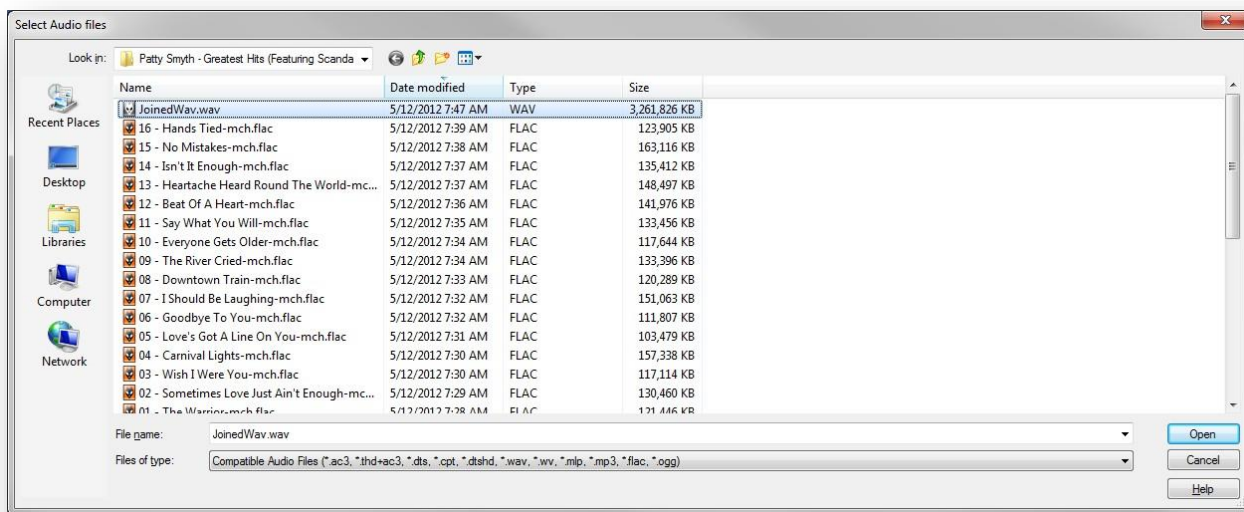 Select Audio files
Look in: Patty Smyth - Greatest Hits (Featuring Scanda
Name Date modified Type Size
JoinedWav.wav 5/12/2012 7:47 AM WAV 3,261,826 KB
16 - Hands Tied-mch.flac 5/12/2012 7:39 AM FLAC 123,905 KB
15 - No Mistakes-mch.flac 5/12/2012 7:38 AM FLAC 163,116 KB
14 - Isn't It Enough-mch.flac 5/12/2012 7:37 AM FLAC 135,412 KB
13 - Heartache Heard Round The World-mc... 5/12/2012 7:37 AM FLAC 148,497 KB
12 - Beat Of A Heart-mch.flac 5/12/2012 7:36 AM FLAC 141,976 KB
11 - Say What You Will-mch.flac 5/12/2012 7:35 AM FLAC 133,456 KB
10 - Everyone Gets Older-mch.flac 5/12/2012 7:34 AM FLAC 117,644 KB
09 - The River Cried-mch.flac 5/12/2012 7:34 AM FLAC 133,396 KB
08 - Downtown Train-mch.flac 5/12/2012 7:33 AM FLAC 120,289 KB
07 - I Should Be Laughing-mch.flac 5/12/2012 7:32 AM FLAC 151,063 KB
06 - Goodbye To You-mch.flac 5/12/2012 7:32 AM FLAC 111,807 KB
05 - Love's Got A Line On You-mch.flac 5/12/2012 7:31 AM FLAC 103,479 KB
04 - Carnival Lights-mch.flac 5/12/2012 7:30 AM FLAC 157,338 KB
03 - Wish I Were You-mch.flac 5/12/2012 7:30 AM FLAC 117,114 KB
02 - Sometimes Love Just Ain't Enough-mc... 5/12/2012 7:29 AM FLAC 130,460 KB
01 - The Warrior-mch.flac 5/12/2012 7:28 AM FLAC 121,446 KB
Recent Places
Desktop
Libraries
Computer
Network
File name: JoinedWav.wav Open
Files of type: Compatible Audio Files (*.ac3, *.thd+ac3, *.dts, *.cpt, *.dtshd, *.wav, *.wv, *.mlp, *.mp3, *.flac, *.ogg) Cancel
Help